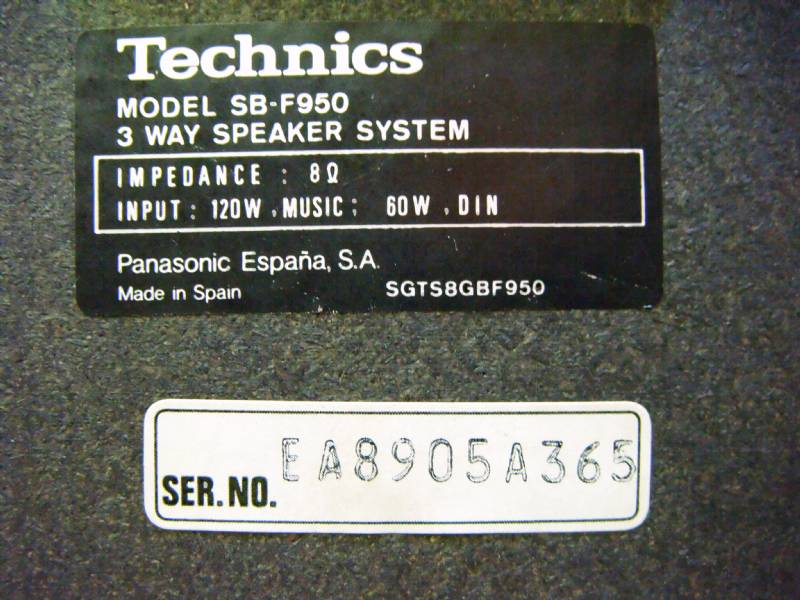 Technics
MODEL SB-F950
3 WAY SPEAKER SYSTEM
IMPEDANCE : 8Ω
INPUT : 120W , MUSIC ; 60W , DIN
Panasonic España, S.A.
Made in Spain SGTS8GBF950
SER. NO. EA8905A365